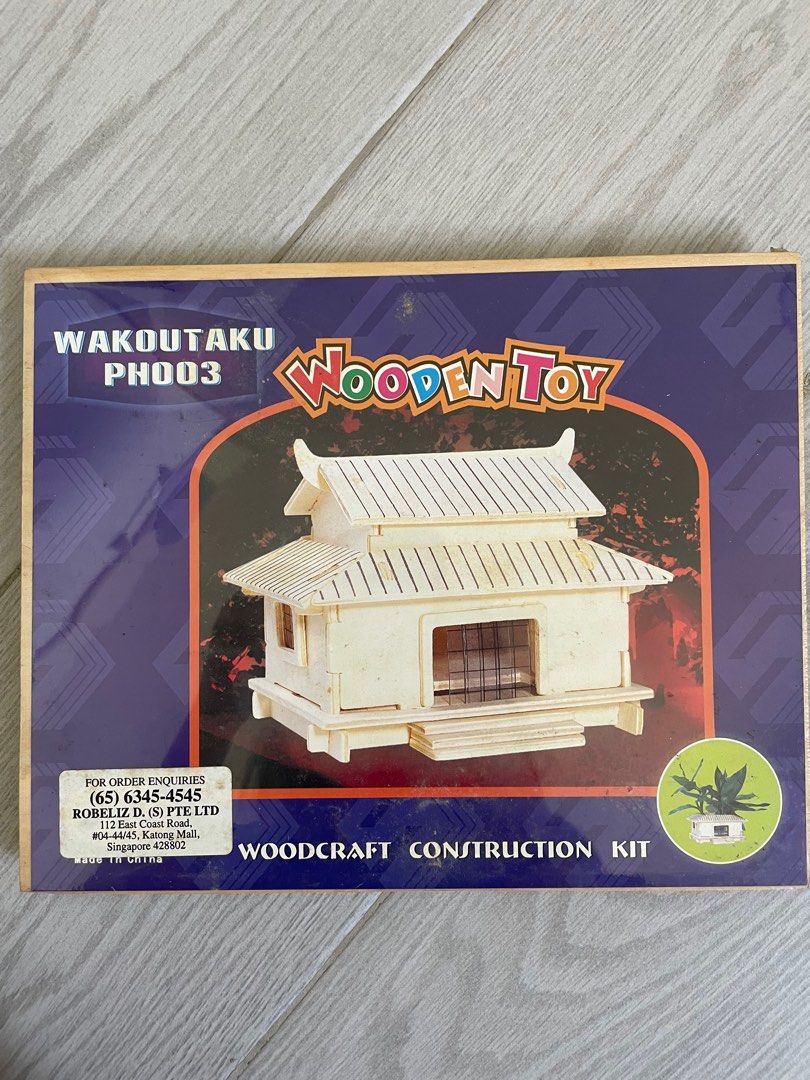 WAKOUTAKU
PH003
WOODEN TOY
FOR ORDER ENQUIRIES
(65) 6345-4545
ROBELIZ D. (S) PTE LTD
112 East Coast Road,
#04-44/45, Katong Mall,
Singapore 428802
Made in China
WOODCRAFT CONSTRUCTION KIT